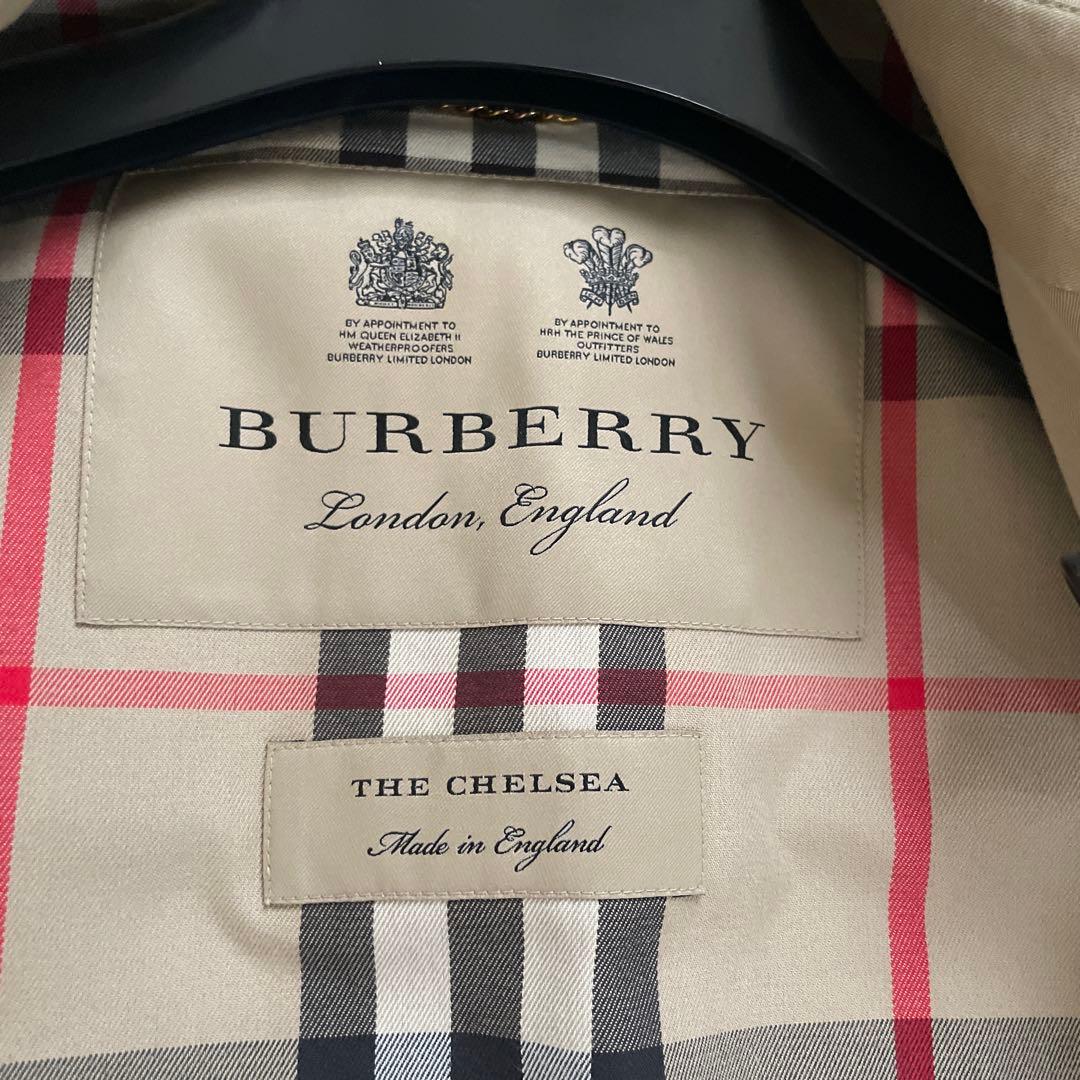 BY APPOINTMENT TO
HM QUEEN ELIZABETH II
WEATHERPROOFERS
BURBERRY LIMITED LONDON
BY APPOINTMENT TO
HRH THE PRINCE OF WALES
OUTFITTERS
BURBERRY LIMITED LONDON
BURBERRY
London, England
THE CHELSEA
Made in England